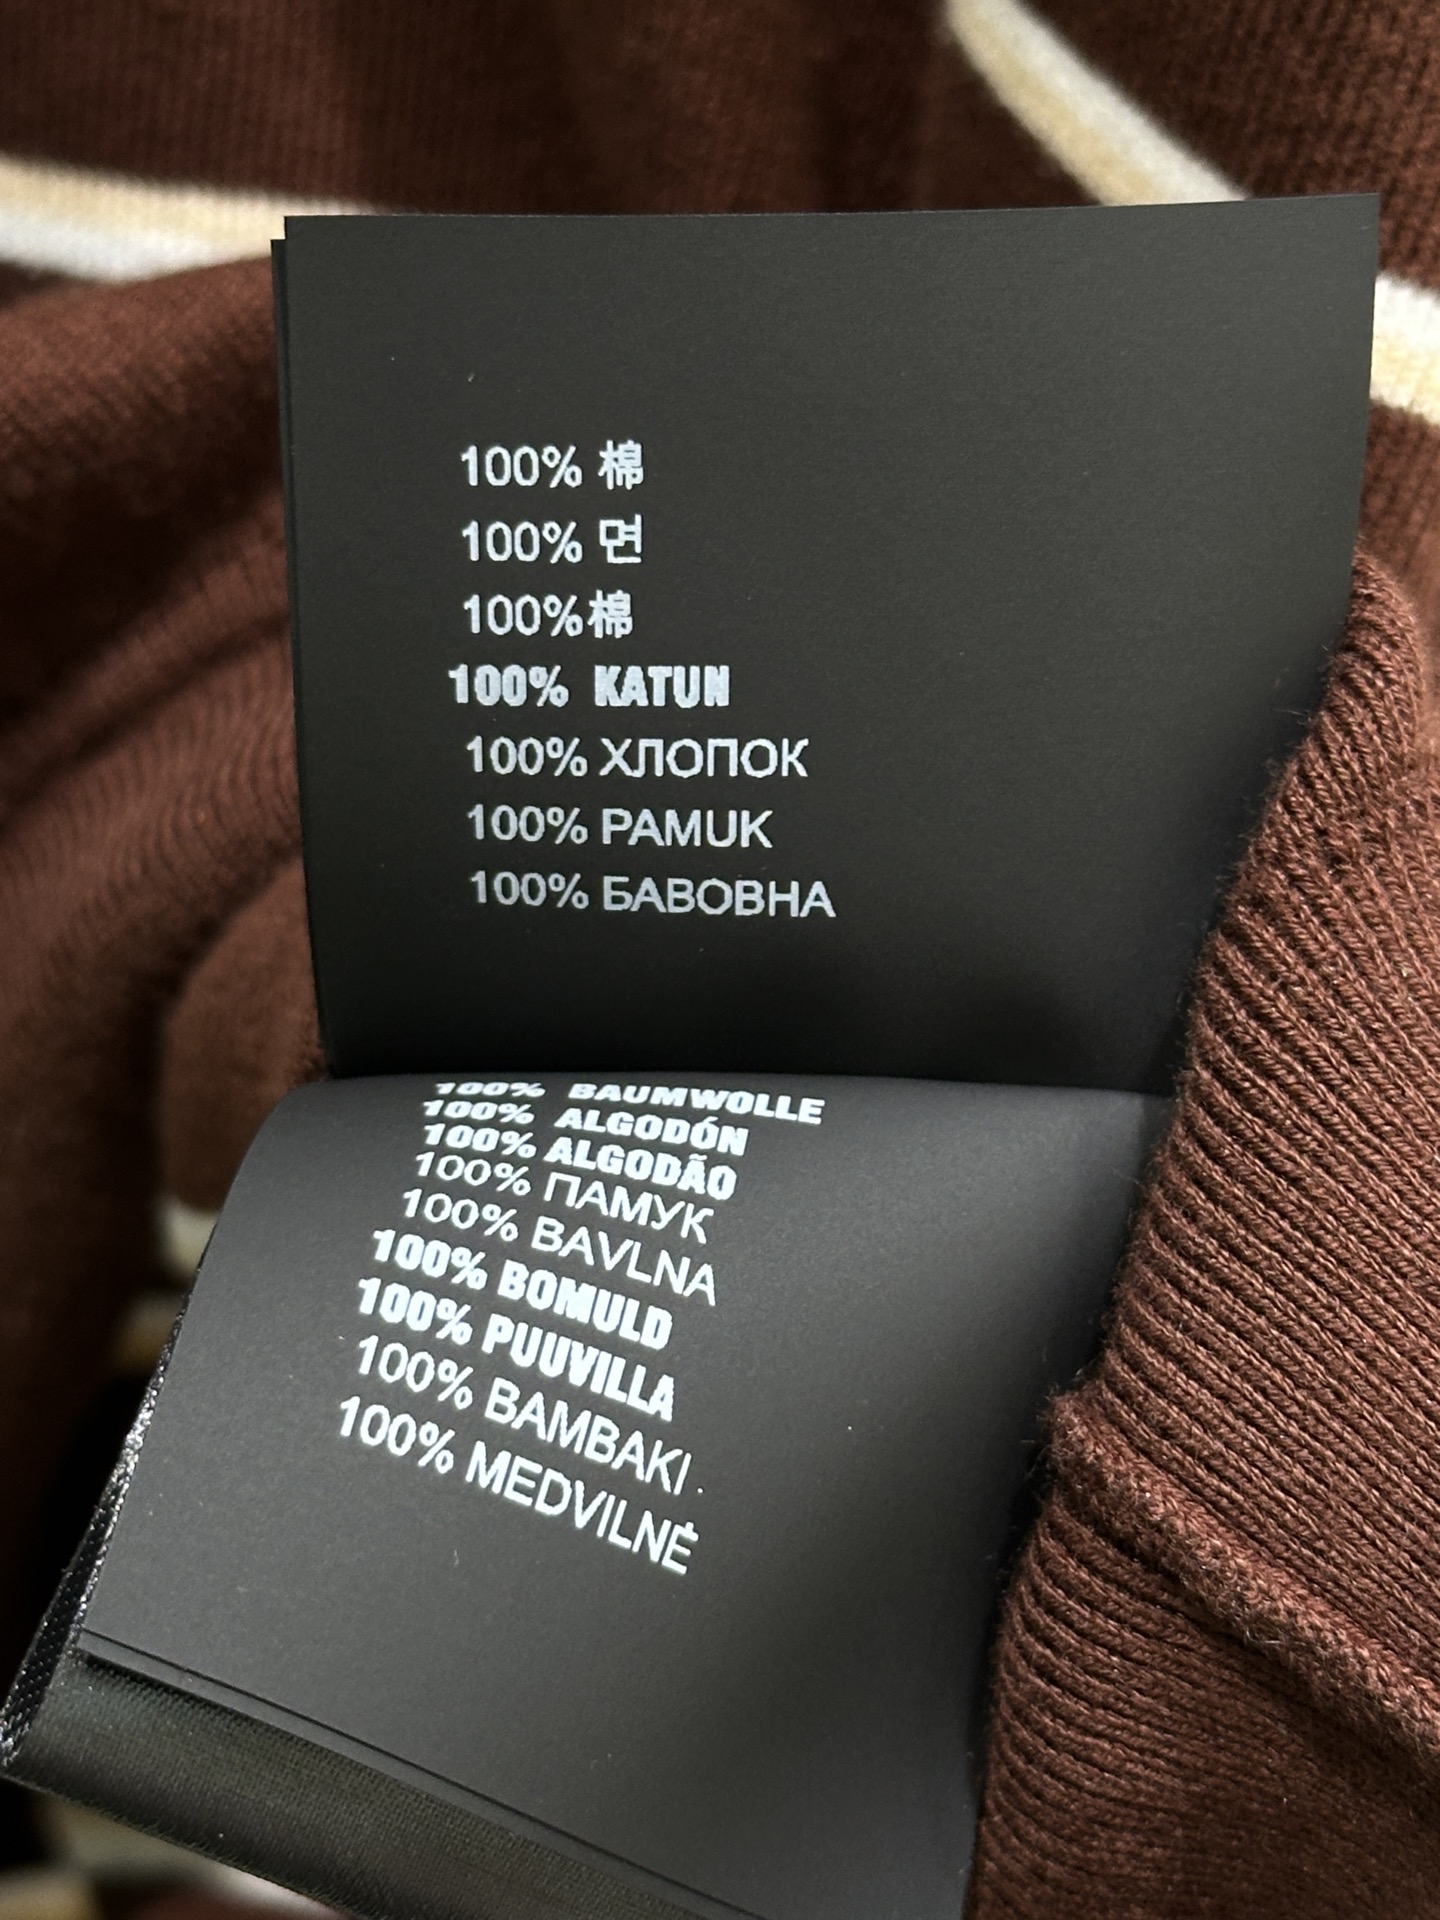 100% 棉
100% 면
100%棉
100% KATUN
100% ХЛОПОК
100% PAMUK
100% БАВОВНА
100% BAUMWOLLE
100% ALGODÓN
100% ALGODÃO
100% ПАМУК
100% BAVLNA
100% BOMULD
100% PUUVILLA
100% BAMBAKI.
100% MEDVILNĖ